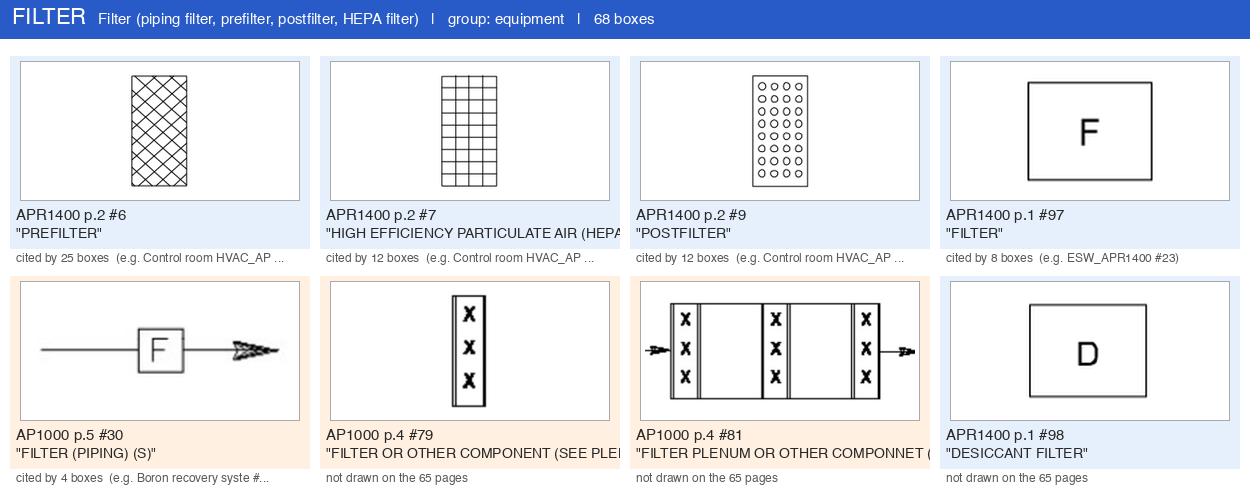 FILTER Filter (piping filter, prefilter, postfilter, HEPA filter) | group: equipment | 68 boxes
F
APR1400 p.2 #6
"PREFILTER"
cited by 25 boxes (e.g. Control room HVAC_AP ...
APR1400 p.2 #7
"HIGH EFFICIENCY PARTICULATE AIR (HEPA
cited by 12 boxes (e.g. Control room HVAC_AP ...
APR1400 p.2 #9
"POSTFILTER"
cited by 12 boxes (e.g. Control room HVAC_AP ...
APR1400 p.1 #97
"FILTER"
cited by 8 boxes (e.g. ESW_APR1400 #23)
F
X
X
X
X X X
X X X
X X X
D
AP1000 p.5 #30
"FILTER (PIPING) (S)"
cited by 4 boxes (e.g. Boron recovery syste #...
AP1000 p.4 #79
"FILTER OR OTHER COMPONENT (SEE PLE
not drawn on the 65 pages
AP1000 p.4 #81
"FILTER PLENUM OR OTHER COMPONNET (
not drawn on the 65 pages
APR1400 p.1 #98
"DESICCANT FILTER"
not drawn on the 65 pages